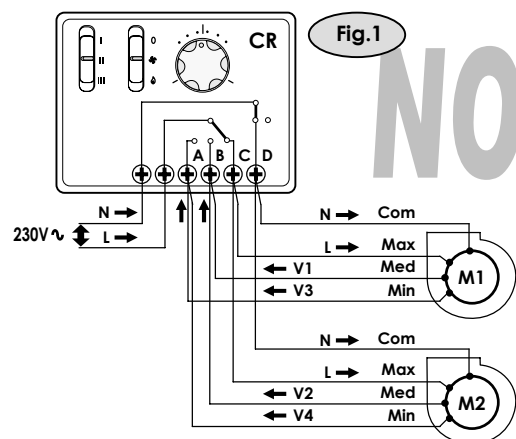 CR
Fig.1
NO
I
II
III
0
A B C D
N
230V
L
N Com
L Max
V1 Med
V3 Min
M1
N Com
L Max
V2 Med
V4 Min
M2